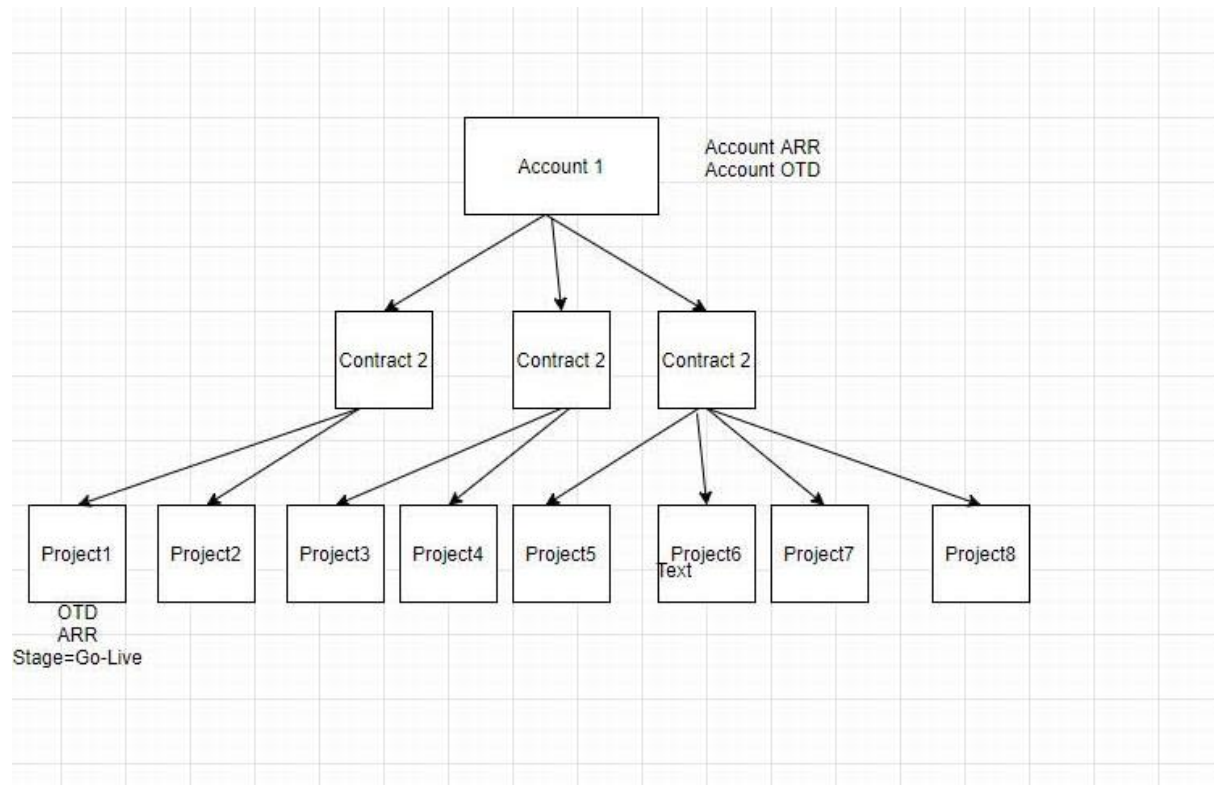 Account 1
Account ARR
Account OTD
Contract 2
Contract 2
Contract 2
Project1
Project2
Project3
Project4
Project5
Project6
Text
Project7
Project8
OTD
ARR
Stage=Go-Live